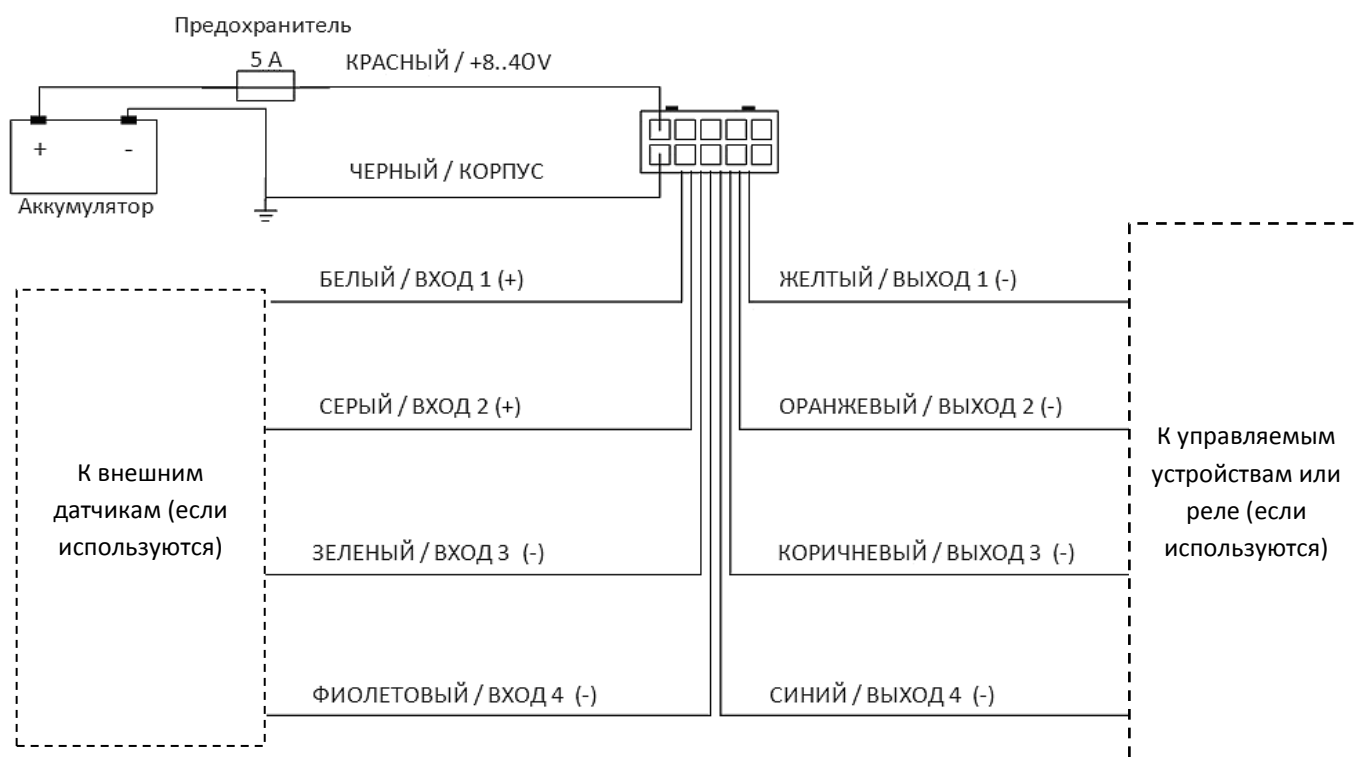 Предохранитель
5 А
КРАСНЫЙ / +8..40V
+ -
ЧЕРНЫЙ / КОРПУС
Аккумулятор
БЕЛЫЙ / ВХОД 1 (+)
ЖЕЛТЫЙ / ВЫХОД 1 (-)
СЕРЫЙ / ВХОД 2 (+)
ОРАНЖЕВЫЙ / ВЫХОД 2 (-)
К внешним
датчикам (если
используются)
К управляемым
устройствам или
реле (если
используются)
ЗЕЛЕНЫЙ / ВХОД 3 (-)
КОРИЧНЕВЫЙ / ВЫХОД 3 (-)
ФИОЛЕТОВЫЙ / ВХОД 4 (-)
СИНИЙ / ВЫХОД 4 (-)